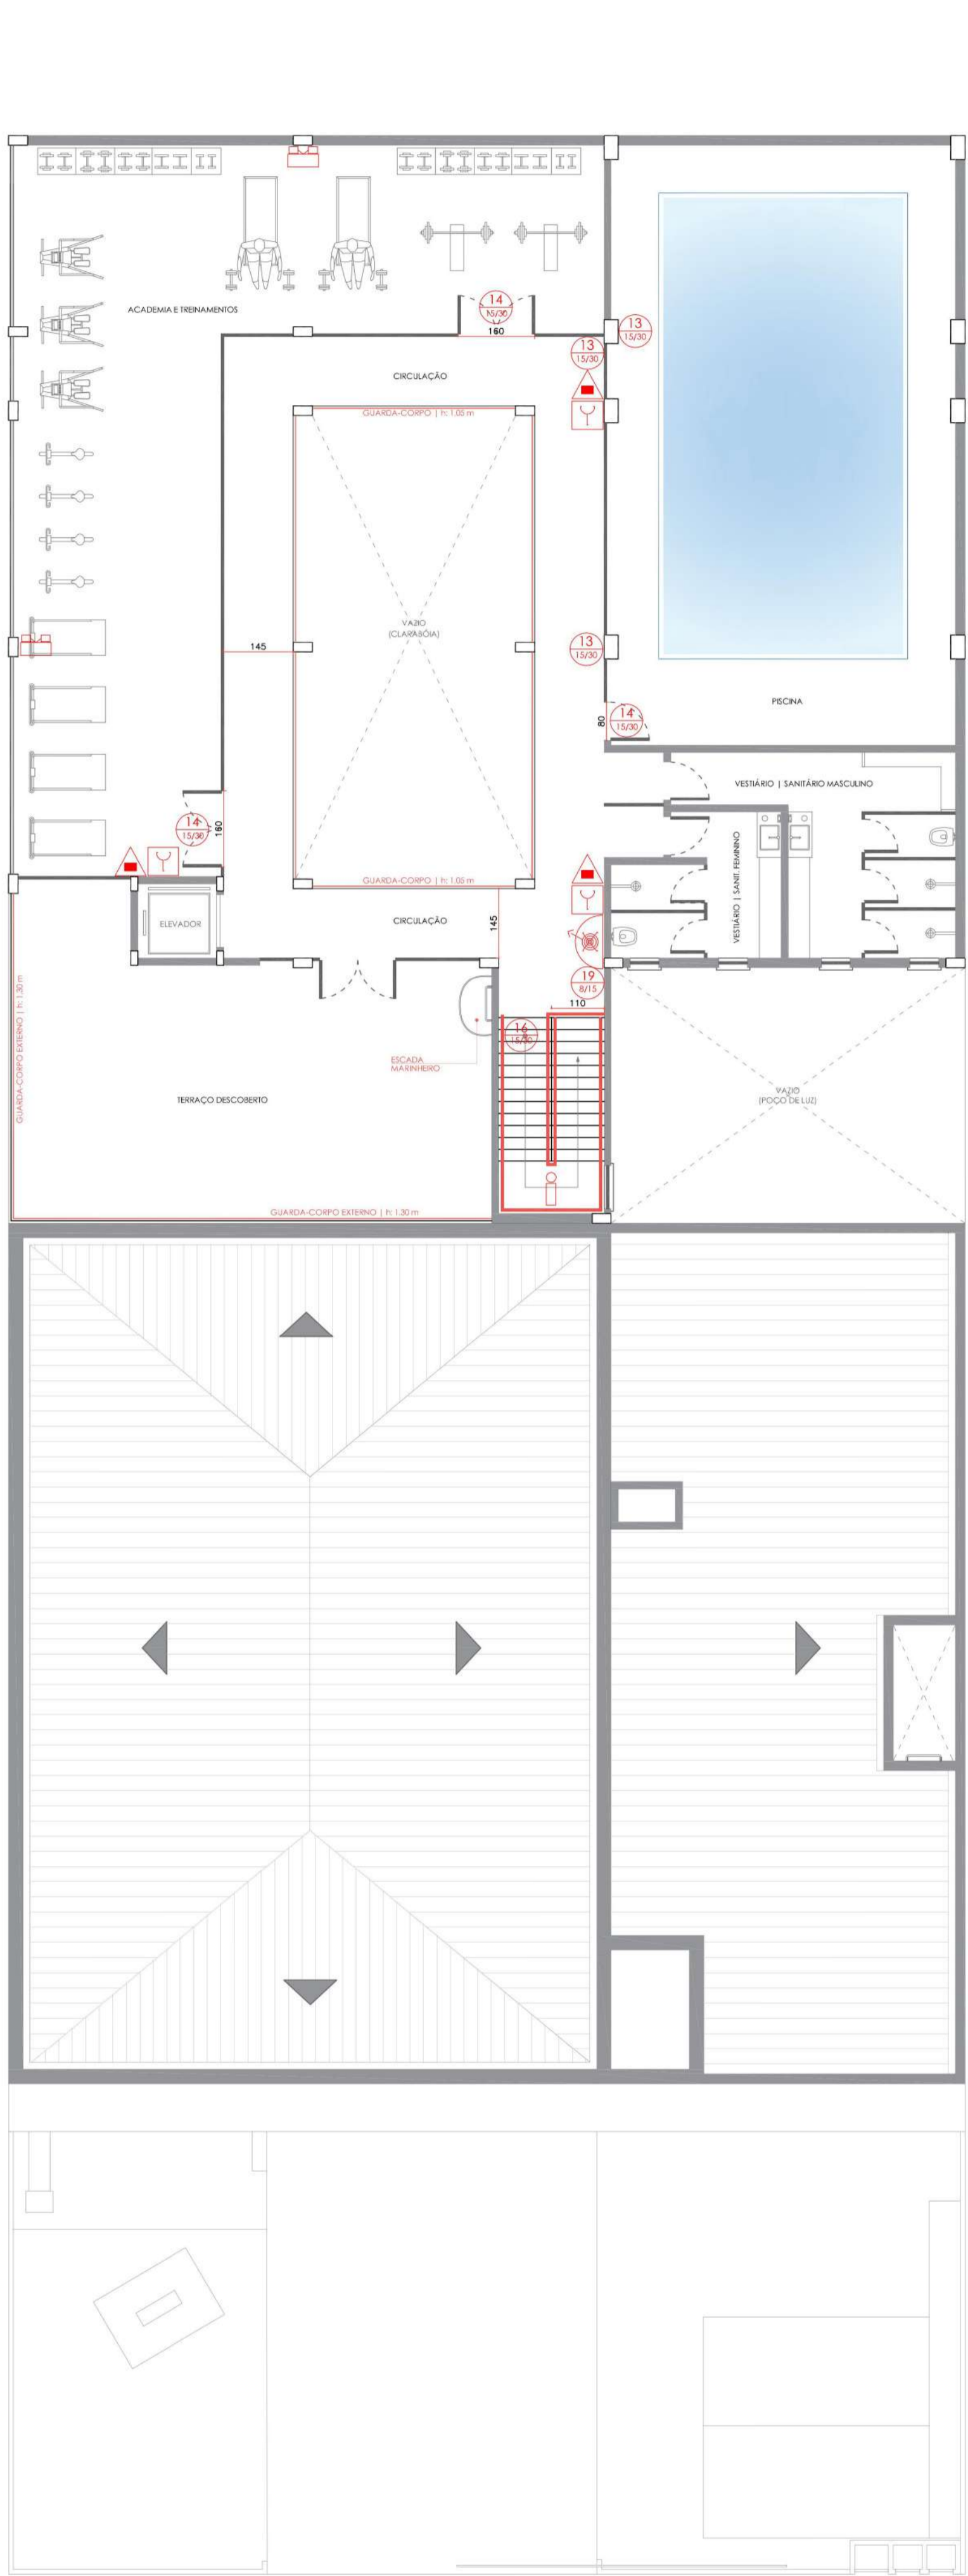 ACADEMIA E TREINAMENTOS
14
15/30
160
13
15/30
13
15/30
CIRCULAÇÃO
GUARDA-CORPO | h: 1,05 m
VAZIO
(CLARABÓIA)
145
13
15/30
PISCINA
14
15/30
80
VESTIÁRIO | SANITÁRIO MASCULINO
14
15/30
160
VESTIÁRIO | SANIT. FEMININO
GUARDA-CORPO | h: 1,05 m
ELEVADOR
CIRCULAÇÃO
145
19
8/15
110
GUARDA-CORPO EXTERNO | h: 1,30 m
16
15/30
ESCADA
MARINHEIRO
TERRAÇO DESCOBERTO
VAZIO
(POÇO DE LUZ)
GUARDA-CORPO EXTERNO | h: 1,30 m